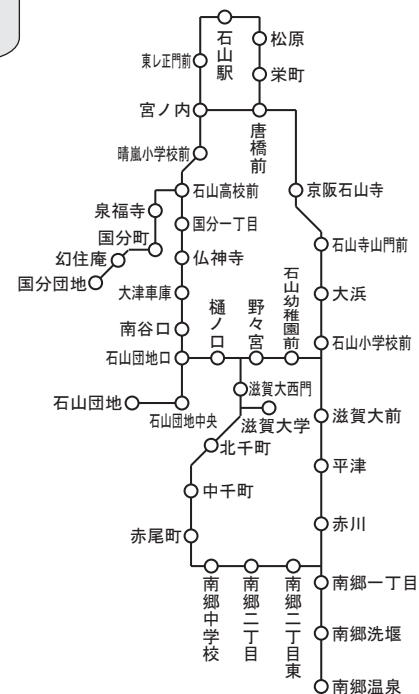 石山駅
松原
東レ正門前
栄町
宮ノ内
唐橋前
晴嵐小学校前
石山高校前
京阪石山寺
泉福寺
国分一丁目
国分町
石山寺山門前
幻住庵
仏神寺
国分団地
石山幼稚園前
大津車庫
樋ノ口
野々宮
大浜
南谷口
石山小学校前
石山団地口
滋賀大西門
石山団地
石山団地中央
滋賀大学
滋賀大前
北千町
平津
中千町
赤川
赤尾町
南郷中学校
南郷二丁目
南郷二丁目東
南郷一丁目
南郷洗堰
南郷温泉